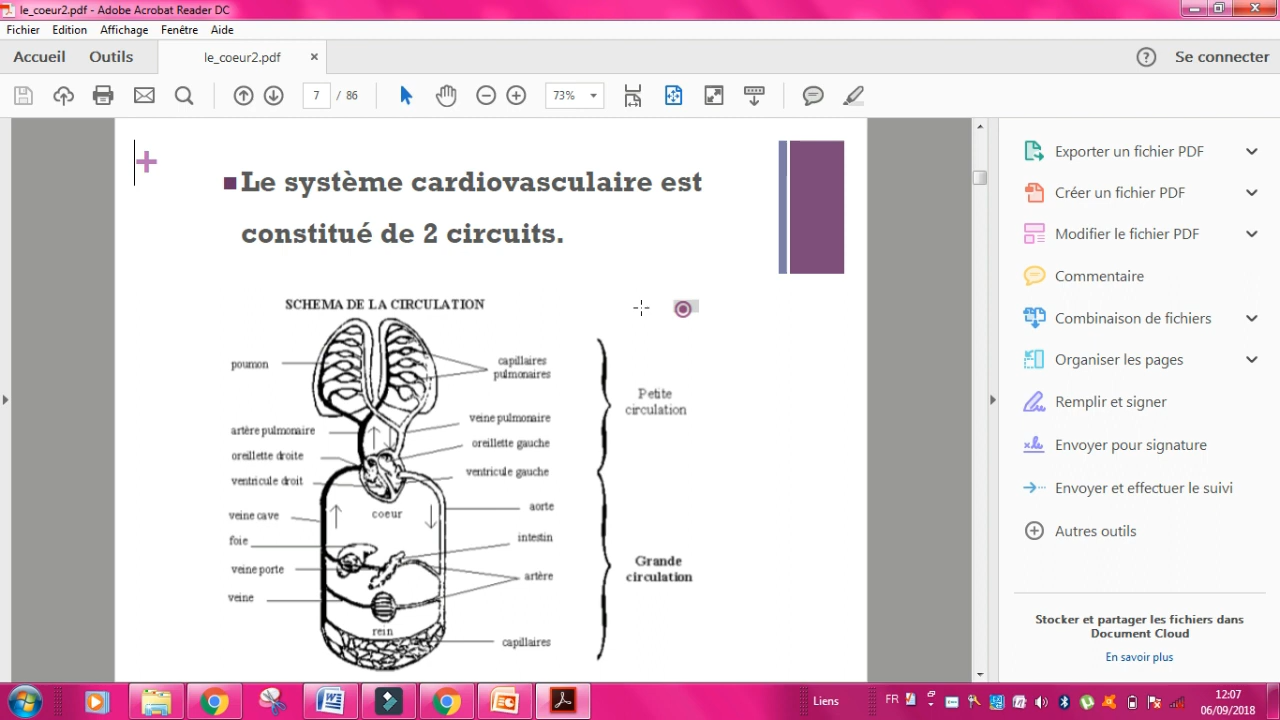 le_coeur2.pdf - Adobe Acrobat Reader DC
Fichier Edition Affichage Fenêtre Aide
Accueil Outils le_coeur2.pdf × Se connecter
7 / 86 73%
Le système cardiovasculaire est
constitué de 2 circuits.
SCHEMA DE LA CIRCULATION
poumon
capillaires
pulmonaires
Petite
circulation
veine pulmonaire
artère pulmonaire
oreillette gauche
oreillette droite
ventricule gauche
ventricule droit
aorte
veine cave
coeur
intestin
foie
Grande
circulation
veine porte
artère
veine
rein
capillaires
Exporter un fichier PDF
Créer un fichier PDF
Modifier le fichier PDF
Commentaire
Combinaison de fichiers
Organiser les pages
Remplir et signer
Envoyer pour signature
Envoyer et effectuer le suivi
Autres outils
Stocker et partager les fichiers dans
Document Cloud
En savoir plus
Liens FR 12:07
06/09/2018